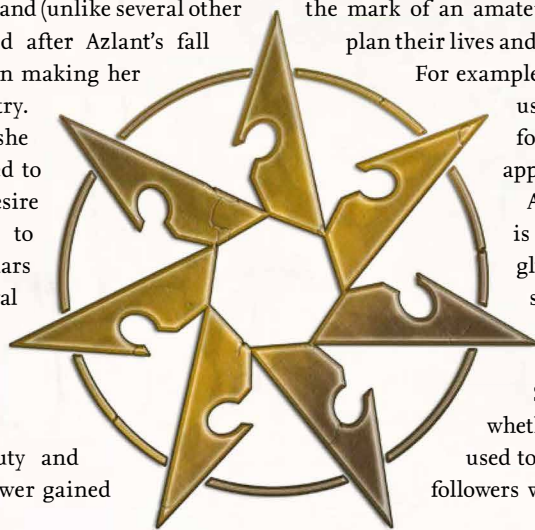 and (unlike several other
d after Azlant’s fall
n making her
try.
she
d to
esire
to
ars
al
uty and
wer gained
the mark of an amate
plan their lives and
For example
us
fo
app
A
is
gl
s
wheth
used to
followers w